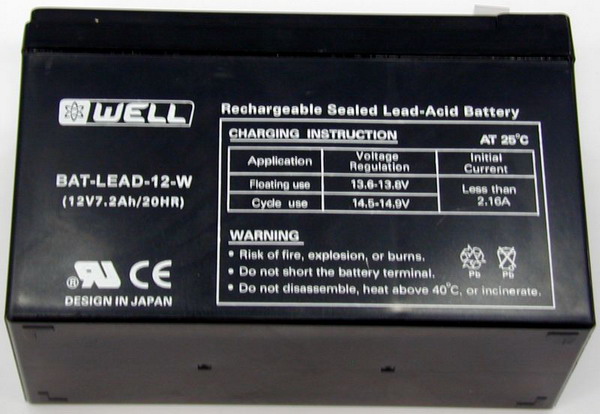 WELL
BAT-LEAD-12-W
(12V7.2Ah/20HR)
® UR CE
DESIGN IN JAPAN
Rechargeable Sealed Lead-Acid Battery
CHARGING INSTRUCTION AT 25°C
Application Voltage Regulation Initial Current
Floating use 13.6-13.8V Less than 2.16A
Cycle use 14.5-14.9V
WARNING
• Risk of fire, explosion, or burns.
• Do not short the battery terminal.
• Do not disassemble, heat above 40°C, or incinerate.
Pb Pb